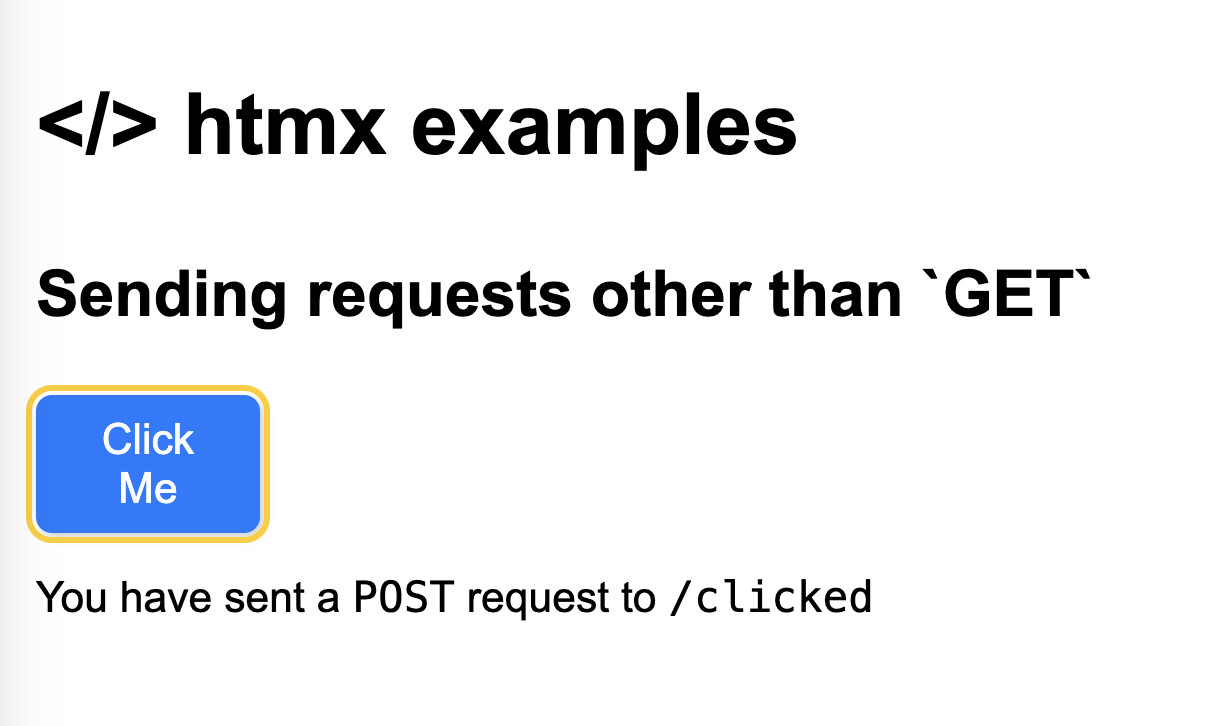 </> htmx examples
Sending requests other than `GET`
Click
Me
You have sent a POST request to /clicked